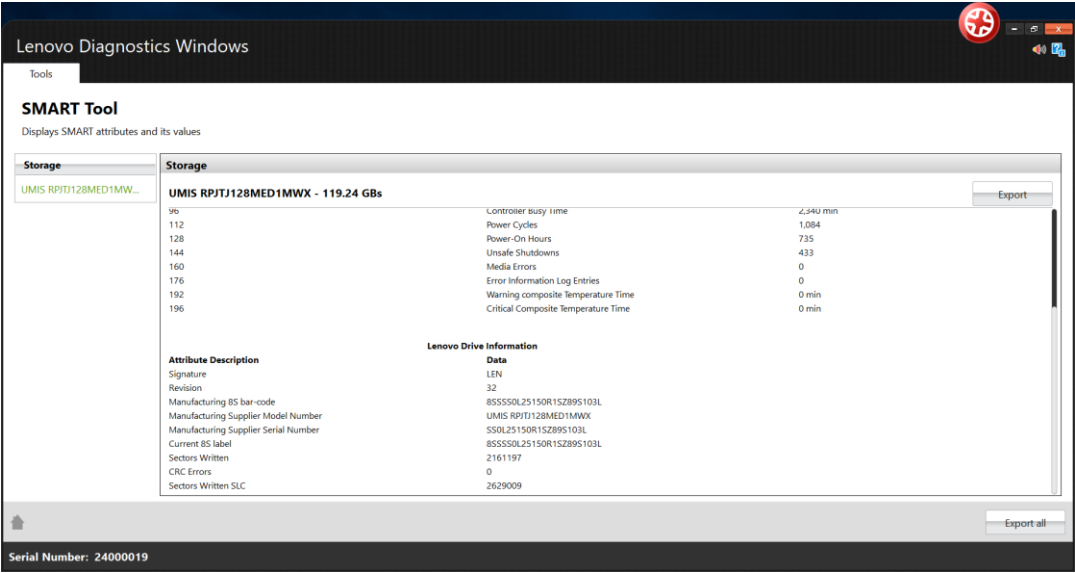 Lenovo Diagnostics Windows
Tools
SMART Tool
Displays SMART attributes and its values
Storage
UMIS RPJTJ128MED1MW...
Storage
UMIS RPJTJ128MED1MWX - 119.24 GBs
Export
96 Controller Busy Time 2,340 min
112 Power Cycles 1,084
128 Power-On Hours 735
144 Unsafe Shutdowns 433
160 Media Errors 0
176 Error Information Log Entries 0
192 Warning composite Temperature Time 0 min
196 Critical Composite Temperature Time 0 min
Lenovo Drive Information
Attribute Description Data
Signature LEN
Revision 32
Manufacturing 8S bar-code 8SSSS0L25150R1SZ89S103L
Manufacturing Supplier Model Number UMIS RPJTJ128MED1MWX
Manufacturing Supplier Serial Number SS0L25150R1SZ89S103L
Current 8S label 8SSSS0L25150R1SZ89S103L
Sectors Written 2161197
CRC Errors 0
Sectors Written SLC 2629009
Export all
Serial Number: 24000019